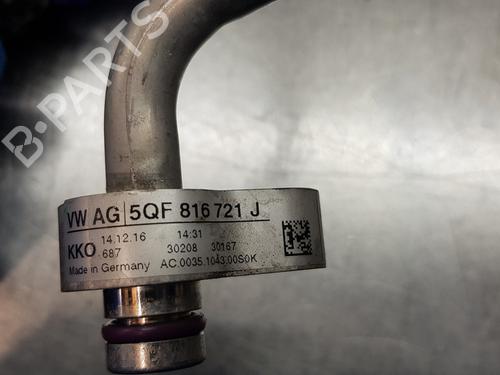 B-PARTS
VW AG 5QF 816 721 J
KKO 14.12.16 14:31
687 30208 30167
Made in Germany AC.0035.1043.00S0K